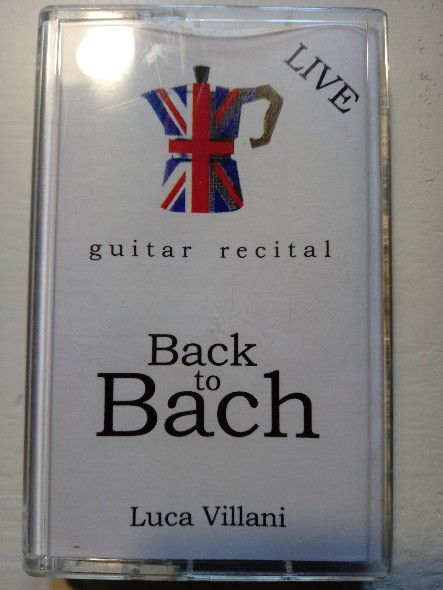 LIVE
guitar recital
Back
to
Bach
Luca Villani